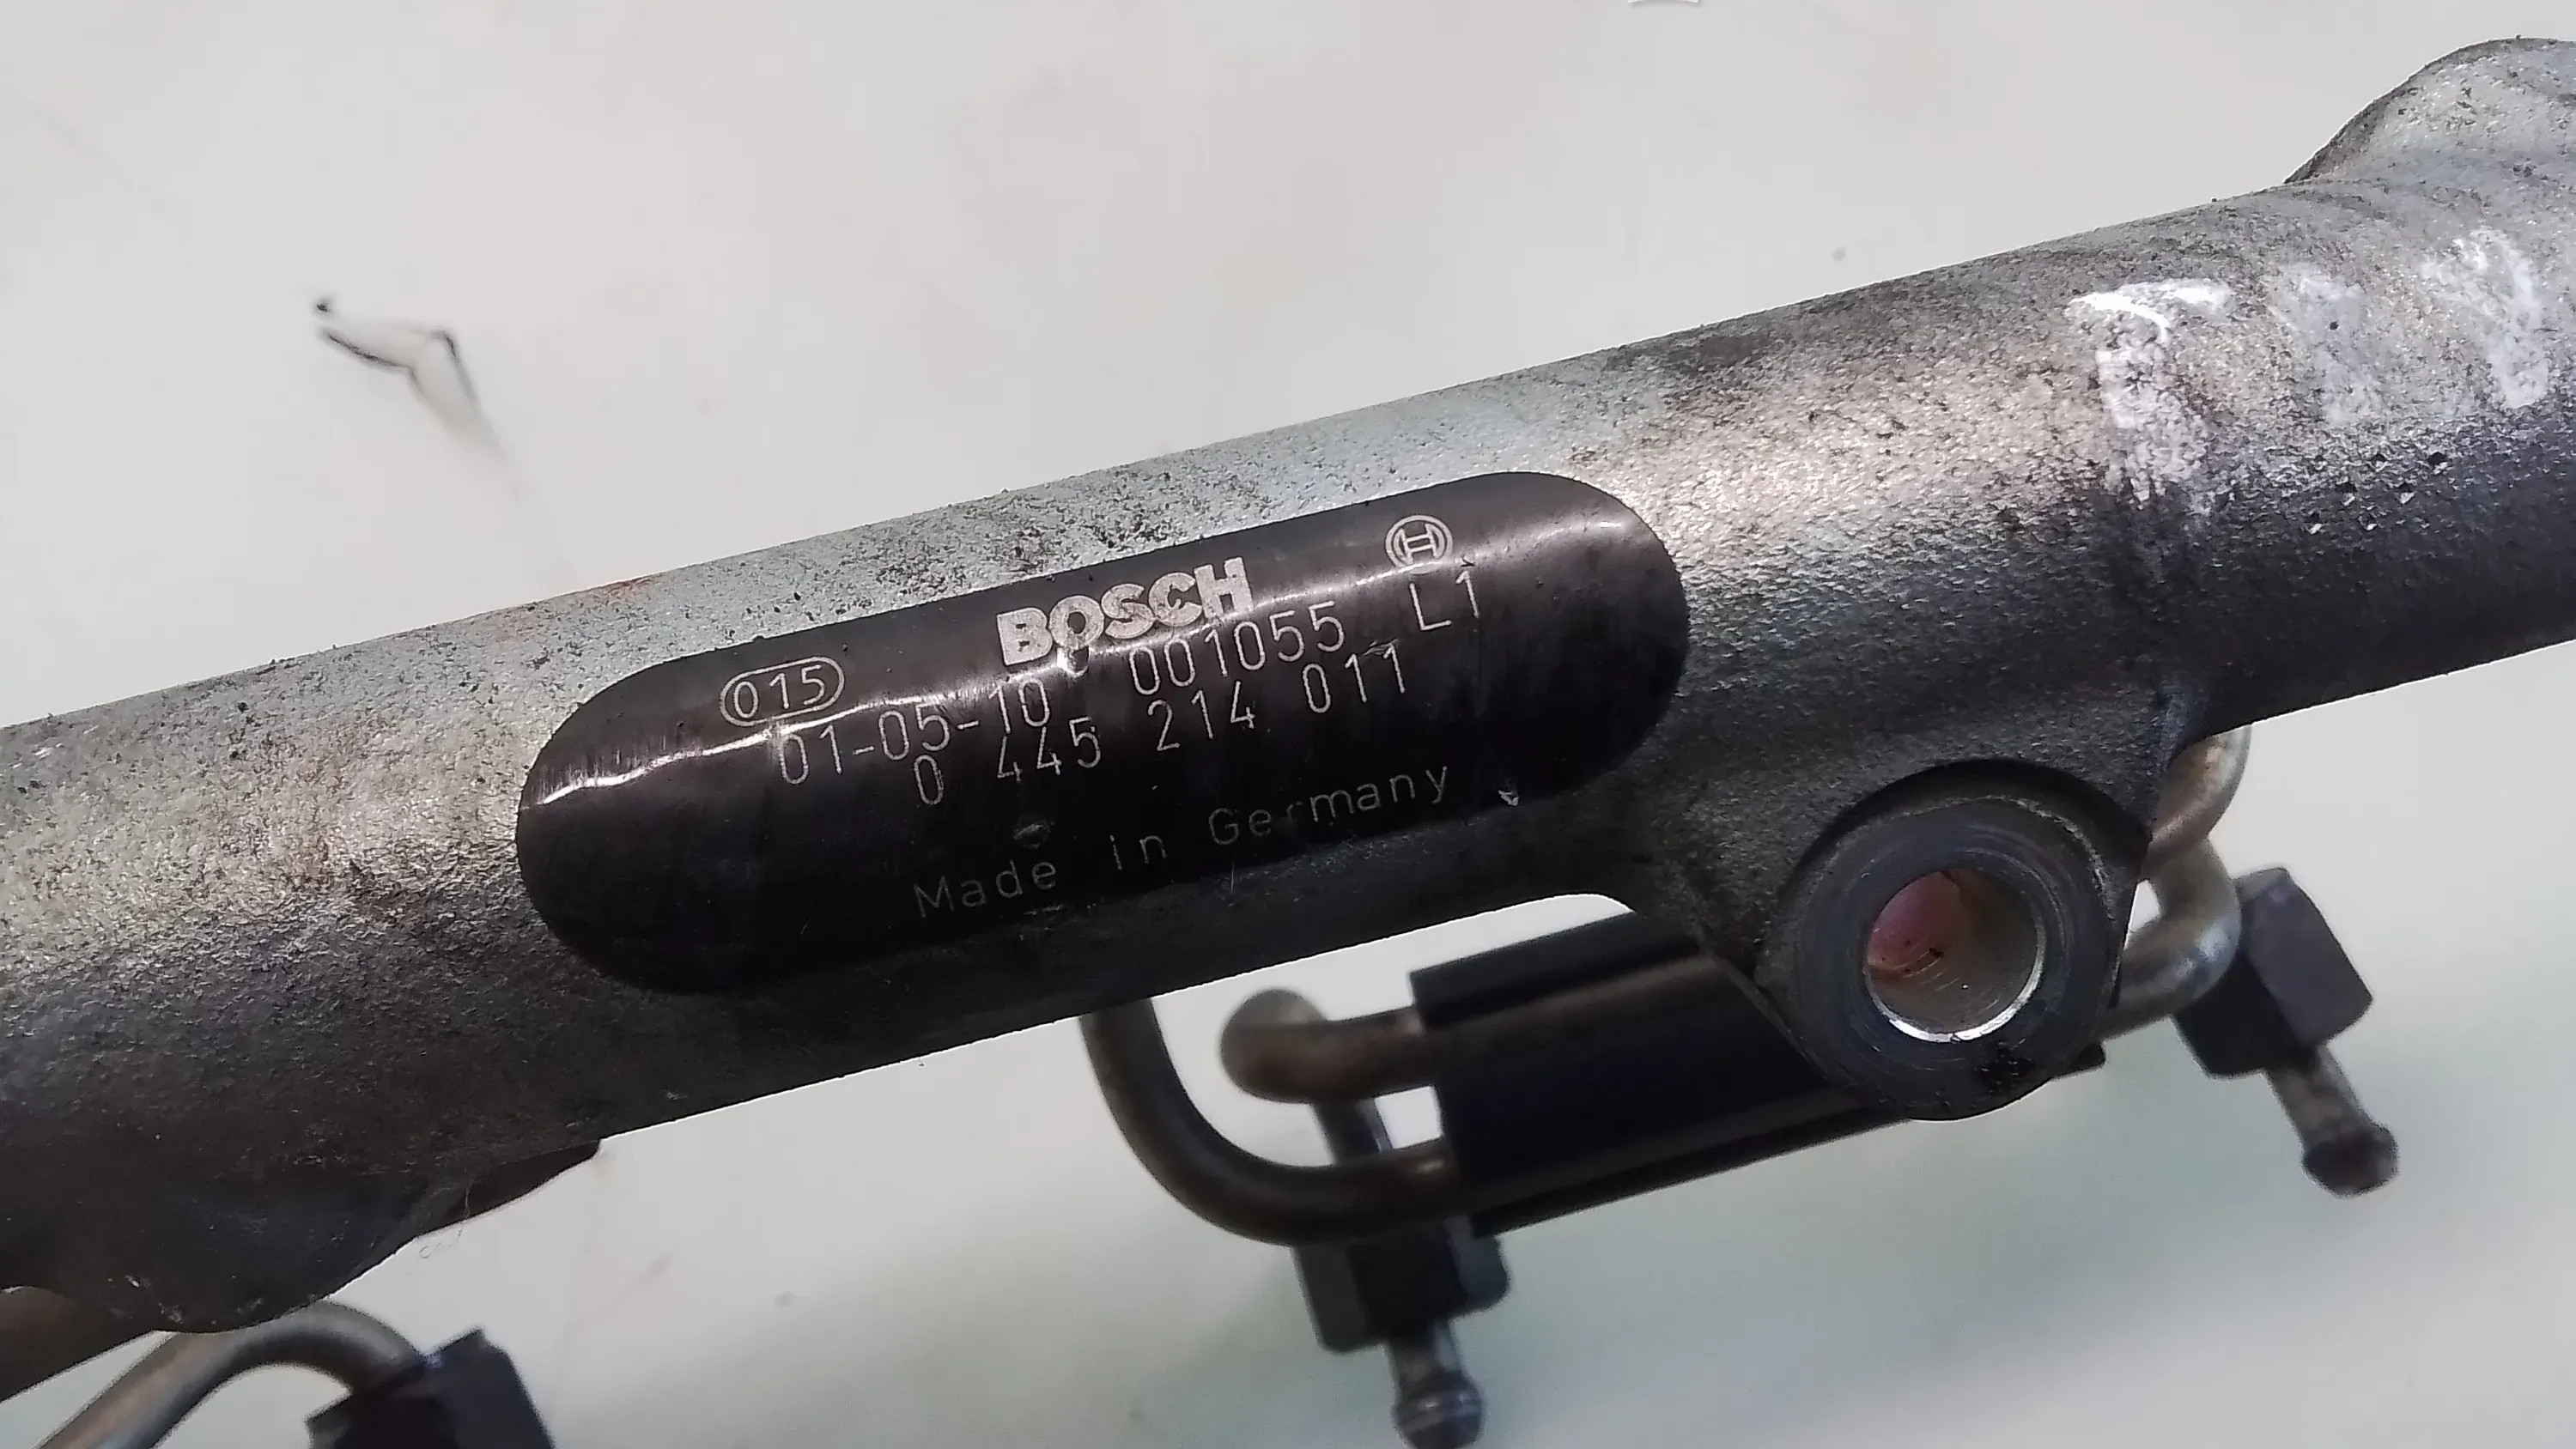 BOSCH
015
01-05-10 001055 L1
0 445 214 011
Made in Germany